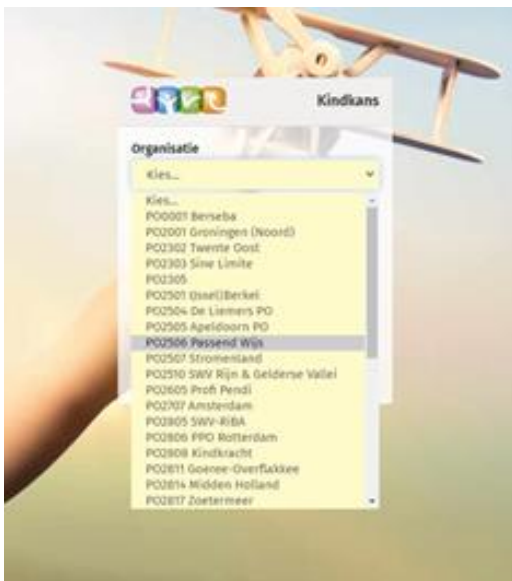 Kindkans
Organisatie
Kies...
Kies...
PO0001 Berseba
PO2001 Groningen (Noord)
PO2302 Twente Oost
PO2303 Sine Limite
PO2305
PO2501 (IJssel)Berkel
PO2504 De Liemers PO
PO2505 Apeldoorn PO
PO2506 Passend Wijs
PO2507 Stromenland
PO2510 SWV Rijn & Gelderse Vallei
PO2605 Profi Pendi
PO2707 Amsterdam
PO2805 SWV-RiBA
PO2806 PPO Rotterdam
PO2808 Kindkracht
PO2811 Goeree-Overflakkee
PO2814 Midden Holland
PO2817 Zoetermeer